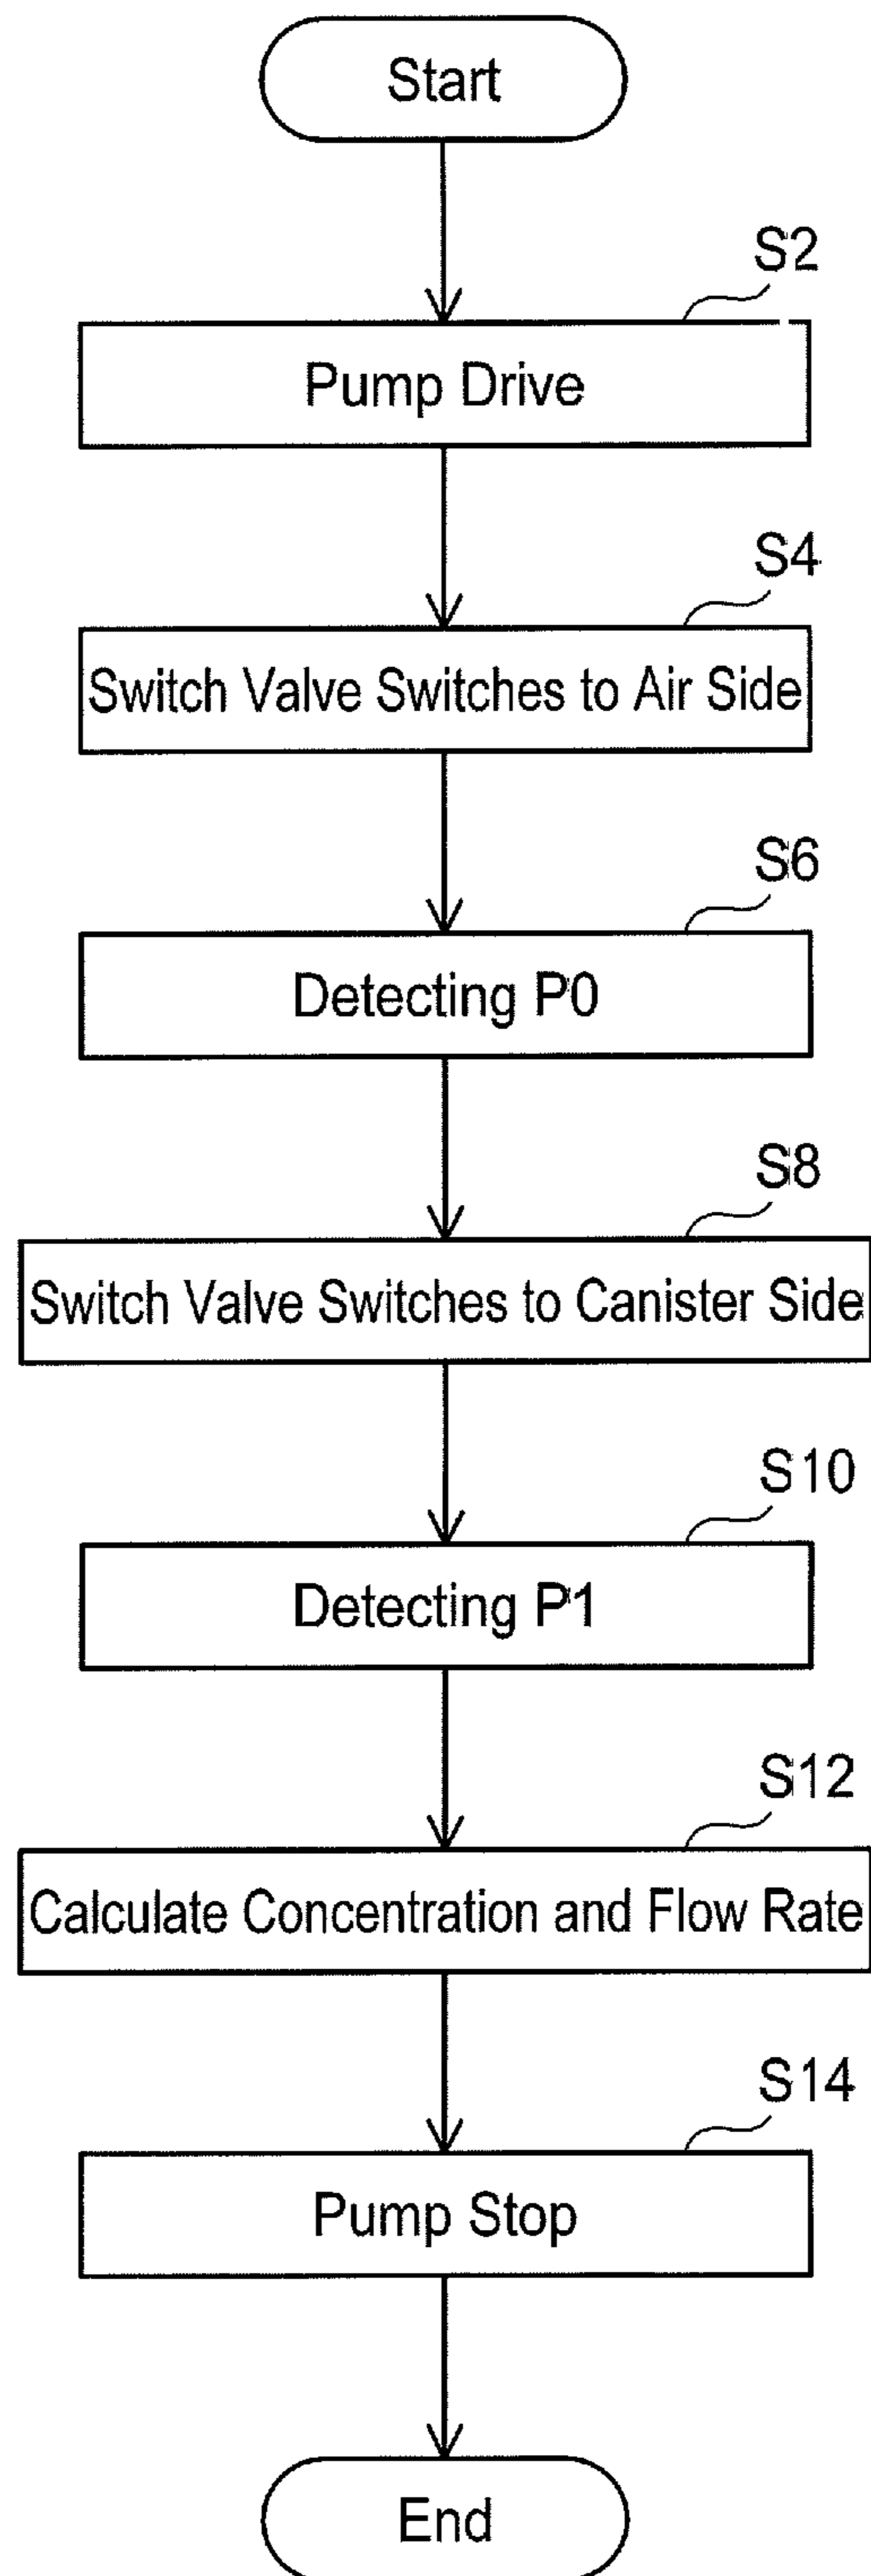 Start
S2
Pump Drive
S4
Switch Valve Switches to Air Side
S6
Detecting P0
S8
Switch Valve Switches to Canister Side
S10
Detecting P1
S12
Calculate Concentration and Flow Rate
S14
Pump Stop
End